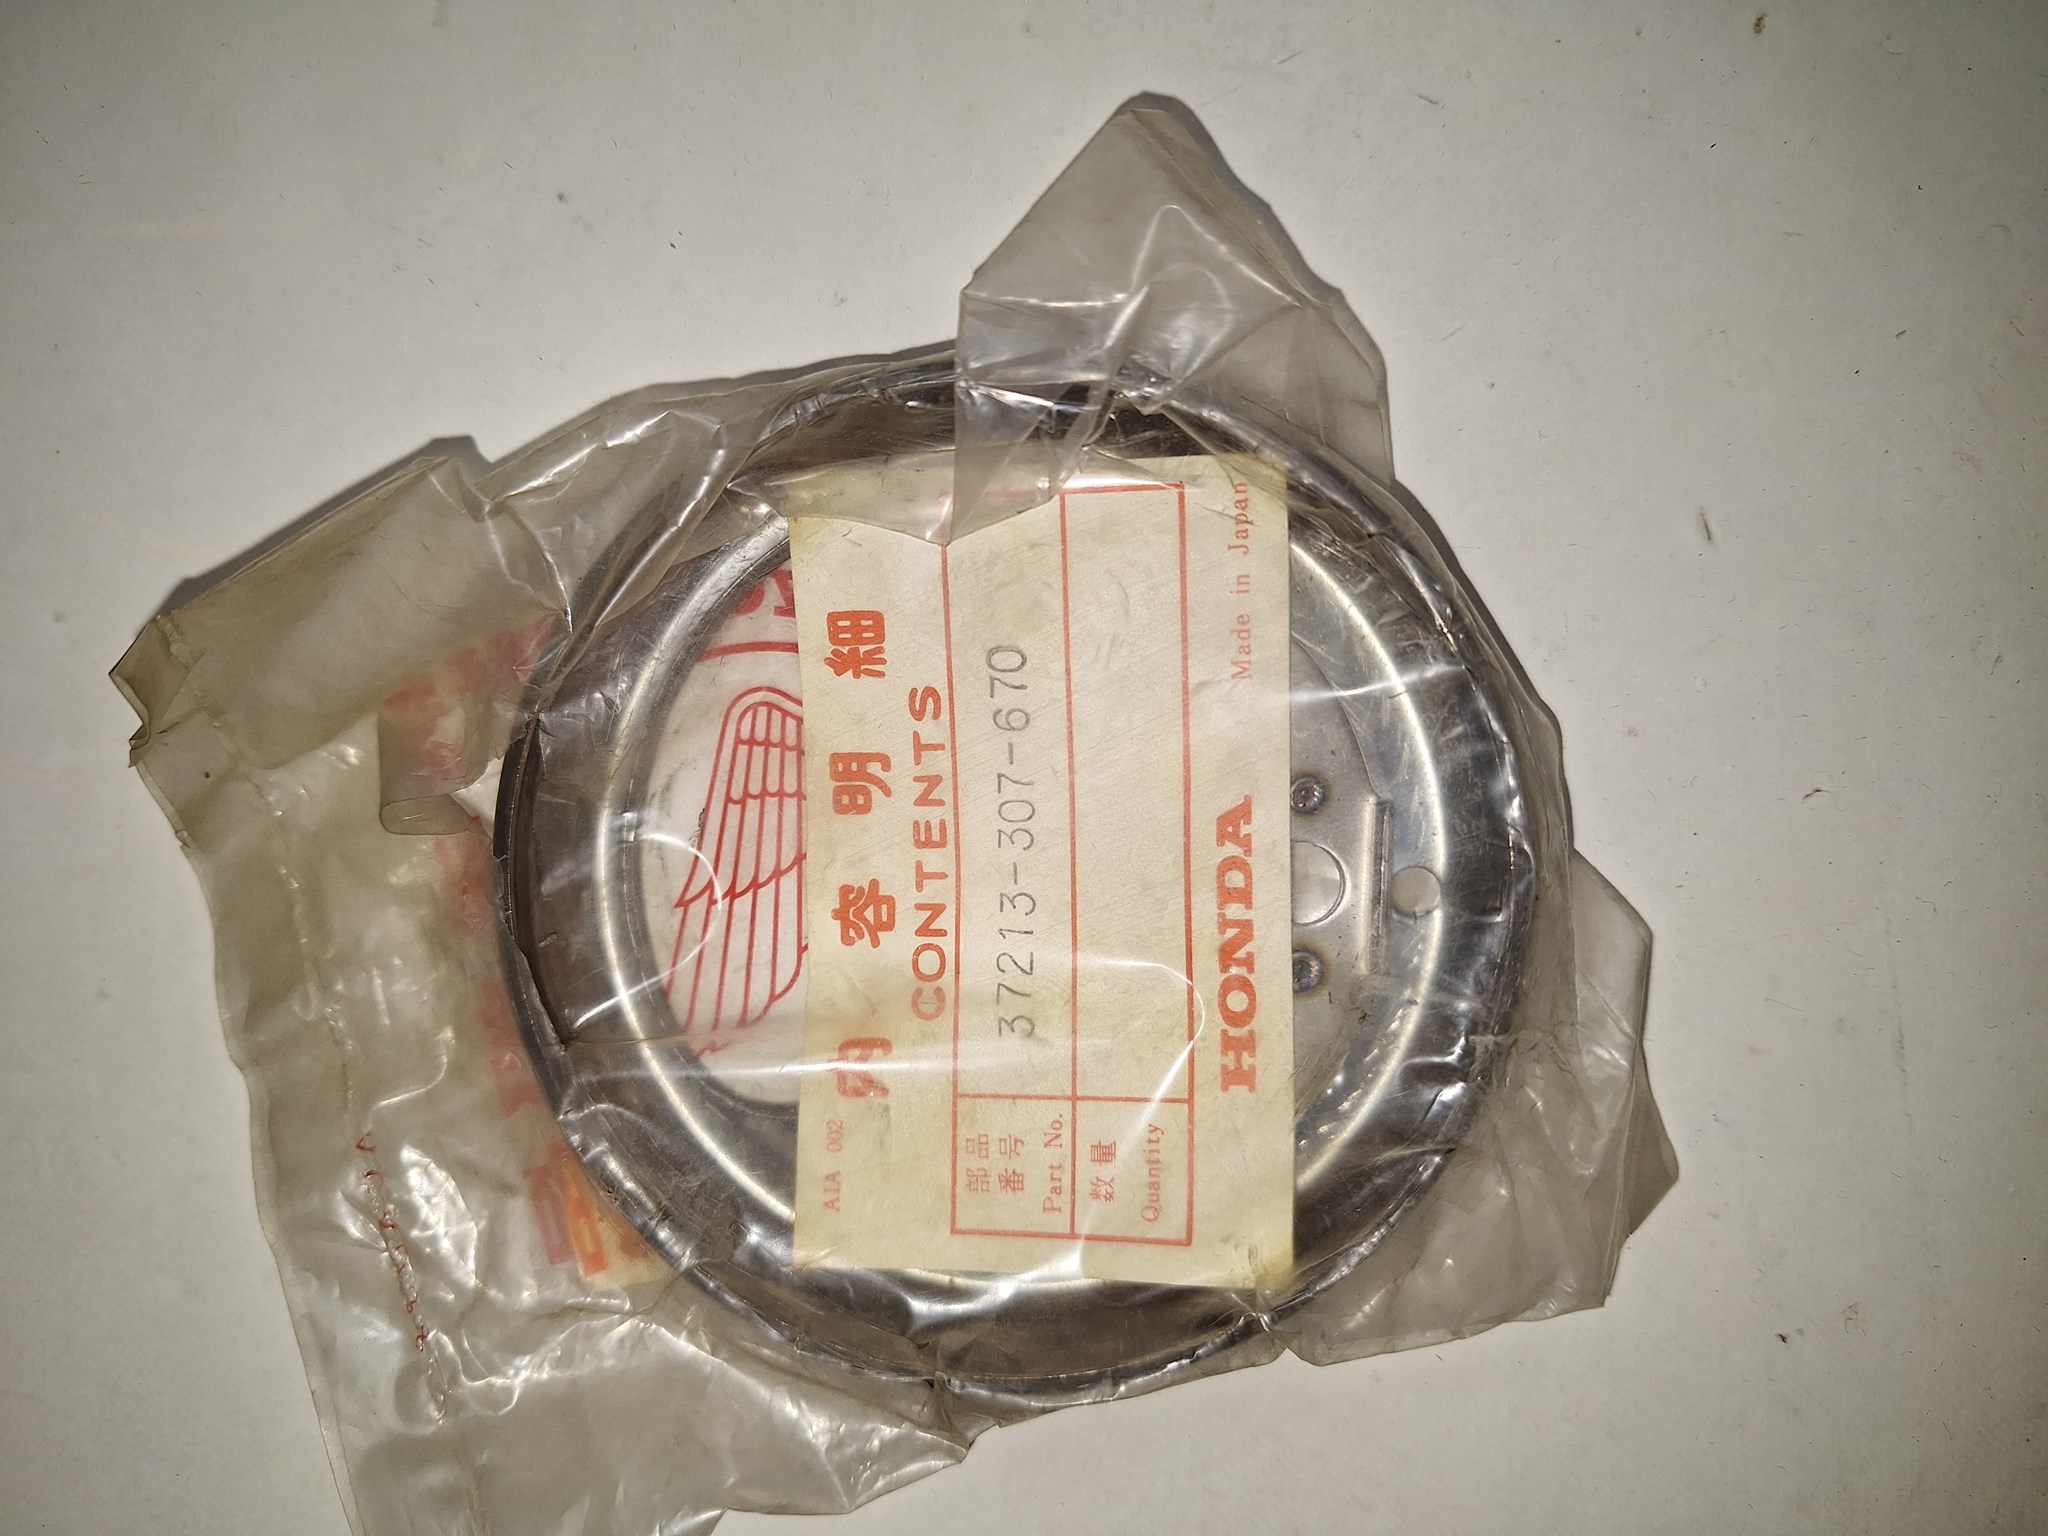 AIA 002
内容明細
CONTENTS
部品
番号
Part No.
37213-307-670
数量
Quantity
HONDA
Made in Japan